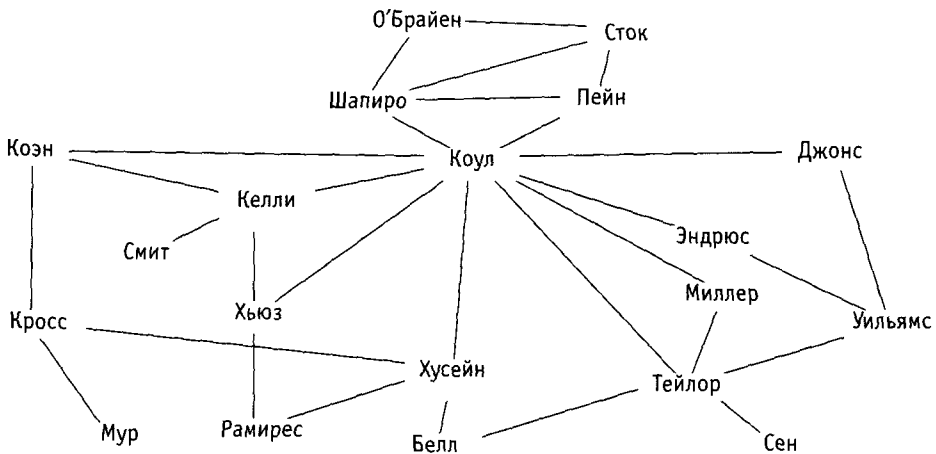 О'Брайен
Сток
Шапиро
Пейн
Коэн
Коул
Джонс
Келли
Смит
Эндрюс
Миллер
Хьюз
Кросс
Уильямс
Хусейн
Тейлор
Мур
Рамирес
Белл
Сен